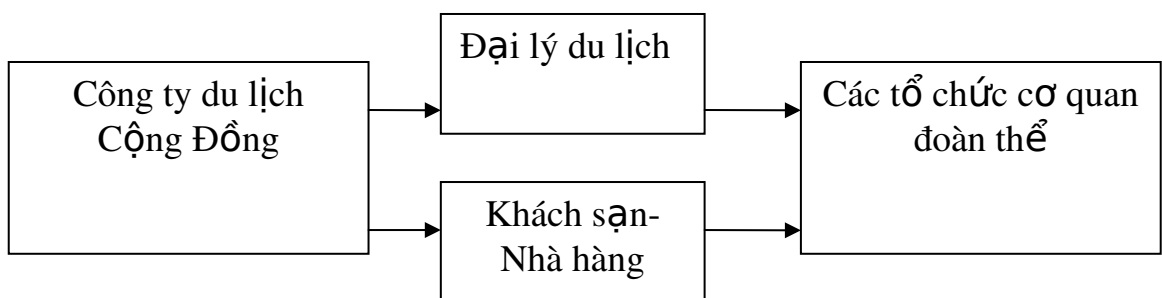 Công ty du lịch
Cộng Đồng
Đại lý du lịch
Khách sạn-
Nhà hàng
Các tổ chức cơ quan
đoàn thể